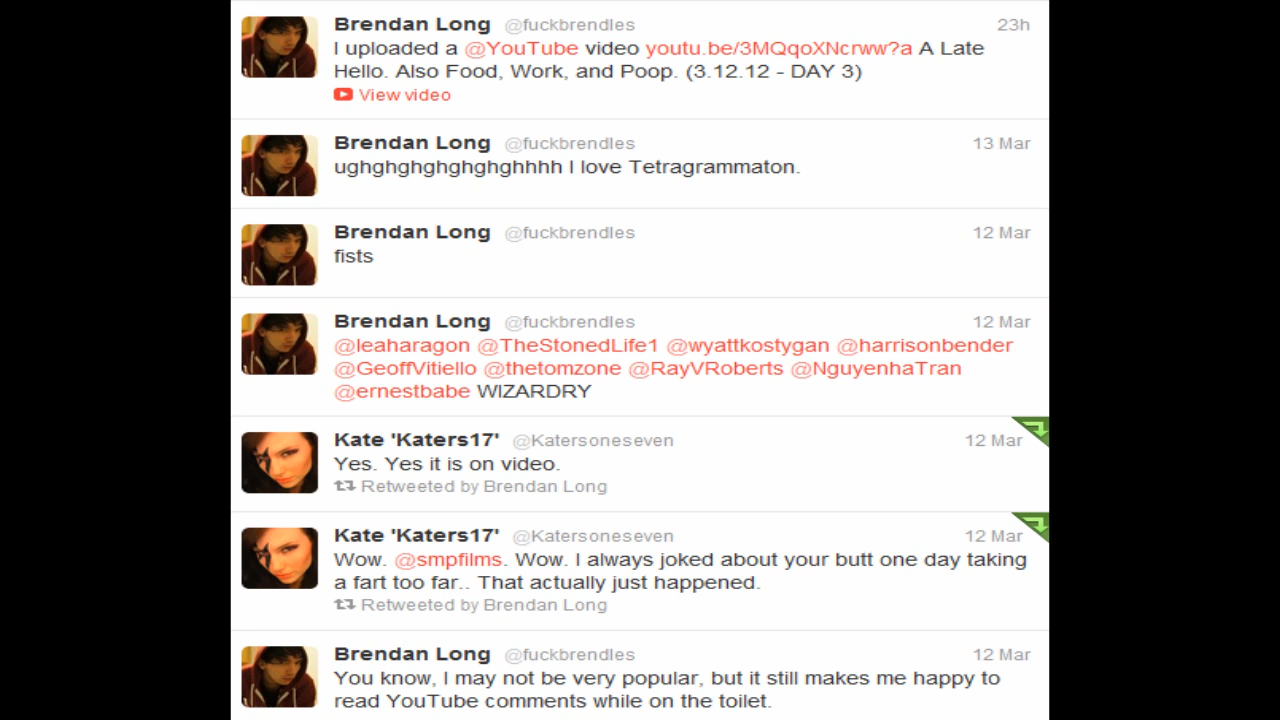 Brendan Long @fuckbrendles 23h
I uploaded a @YouTube video youtu.be/3MQqoXNcrww?a A Late
Hello. Also Food, Work, and Poop. (3.12.12 - DAY 3)
View video
Brendan Long @fuckbrendles 13 Mar
ughghghghghghghhhh I love Tetragrammaton.
Brendan Long @fuckbrendles 12 Mar
fists
Brendan Long @fuckbrendles 12 Mar
@leaharagon @TheStonedLife1 @wyattkostygan @harrisonbender
@GeoffVitiello @thetomzone @RayVRoberts @NguyenhaTran
@ernestbabe WIZARDRY
Kate 'Katers17' @Katersoneseven 12 Mar
Yes. Yes it is on video.
Retweeted by Brendan Long
Kate 'Katers17' @Katersoneseven 12 Mar
Wow. @smpfilms. Wow. I always joked about your butt one day taking
a fart too far.. That actually just happened.
Retweeted by Brendan Long
Brendan Long @fuckbrendles 12 Mar
You know, I may not be very popular, but it still makes me happy to
read YouTube comments while on the toilet.